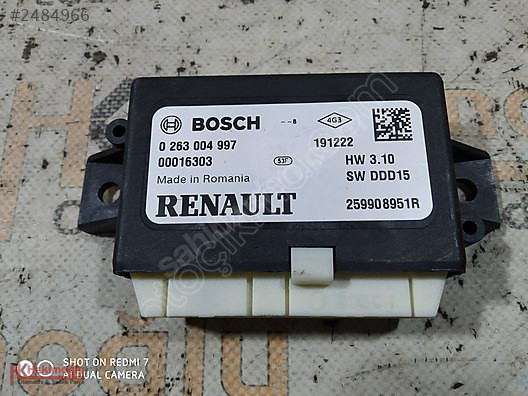 #2484966
BOSCH
--B
4G3
0 263 004 997
191222
00016303
53F
HW 3.10
Made in Romania
SW DDD15
RENAULT
259908951R
SHOT ON REDMI 7
AI DUAL CAMERA